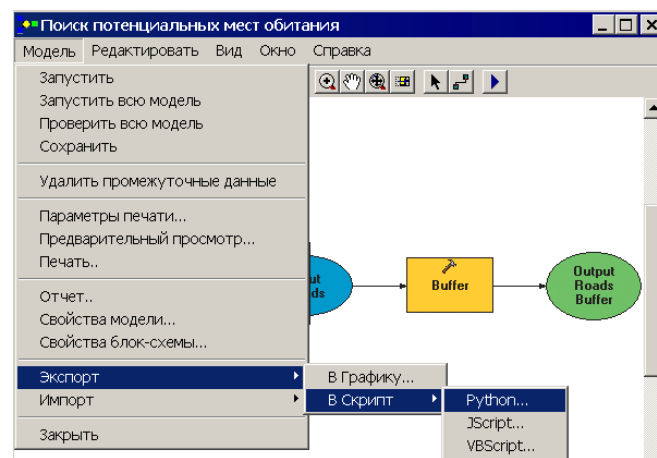 Поиск потенциальных мест обитания
Модель Редактировать Вид Окно Справка
Запустить
Запустить всю модель
Проверить всю модель
Сохранить
Удалить промежуточные данные
Параметры печати...
Предварительный просмотр...
Печать..
Отчет..
Свойства модели...
Свойства блок-схемы...
Экспорт
Импорт
Закрыть
В Графику...
В Скрипт
Python...
JScript...
VBScript...
Buffer
Output
Roads
Buffer